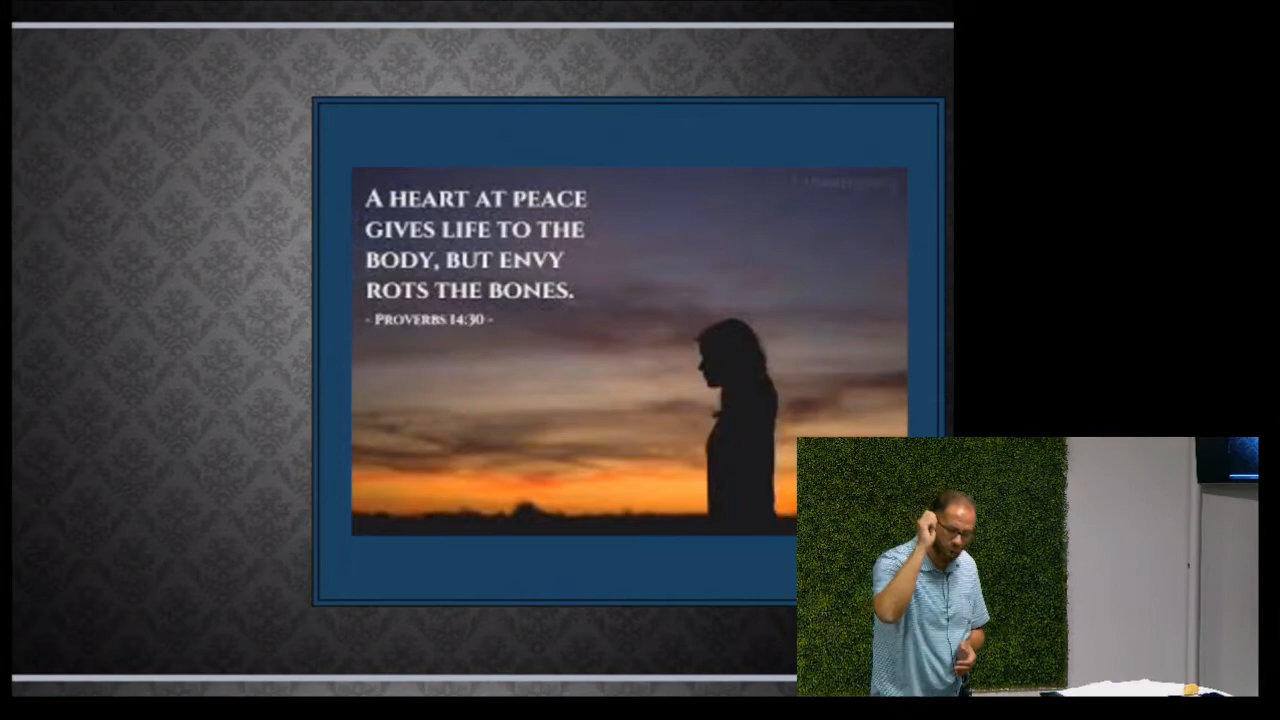 A HEART AT PEACE
GIVES LIFE TO THE
BODY, BUT ENVY
ROTS THE BONES.
- PROVERBS 14:30 -